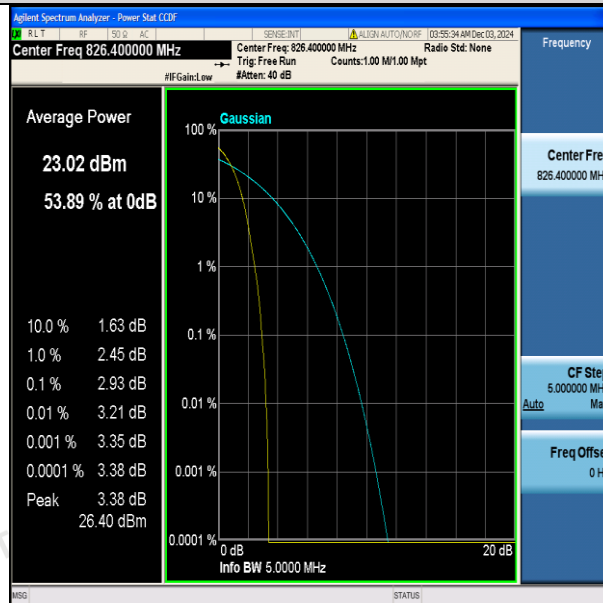 Agilent Spectrum Analyzer - Power Stat CCDF
RLT RF 50 Ω AC SENSE:INT ALIGN AUTO/NORF 03:55:34 AM Dec 03, 2024
Center Freq 826.400000 MHz Center Freq: 826.400000 MHz Radio Std: None
Trig: Free Run Counts:1.00 M/1.00 Mpt
#IFGain:Low #Atten: 40 dB
Frequency
Average Power
23.02 dBm
53.89 % at 0dB
10.0 % 1.63 dB
1.0 % 2.45 dB
0.1 % 2.93 dB
0.01 % 3.21 dB
0.001 % 3.35 dB
0.0001 % 3.38 dB
Peak 3.38 dB
26.40 dBm
Gaussian
100 %
10 %
1 %
0.1 %
0.01 %
0.001 %
0.0001 %
0 dB 20 dB
Info BW 5.0000 MHz
Center Fre
826.400000 MH
CF Ste
5.000000 MH
Auto Ma
Freq Offse
0 H
MSG STATUS